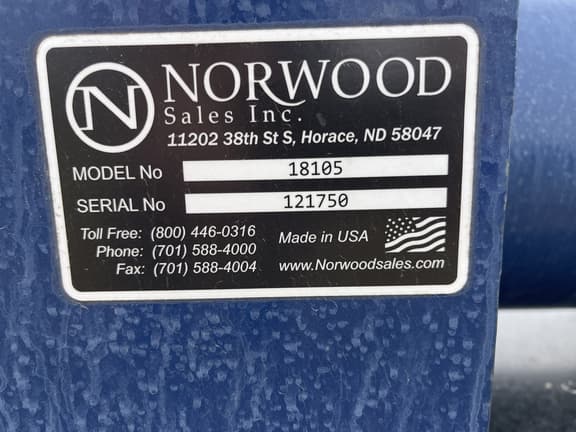 N NORWOOD
Sales Inc.
11202 38th St S, Horace, ND 58047
MODEL No 18105
SERIAL No 121750
Toll Free: (800) 446-0316
Phone: (701) 588-4000
Fax: (701) 588-4004
Made in USA
www.Norwoodsales.com